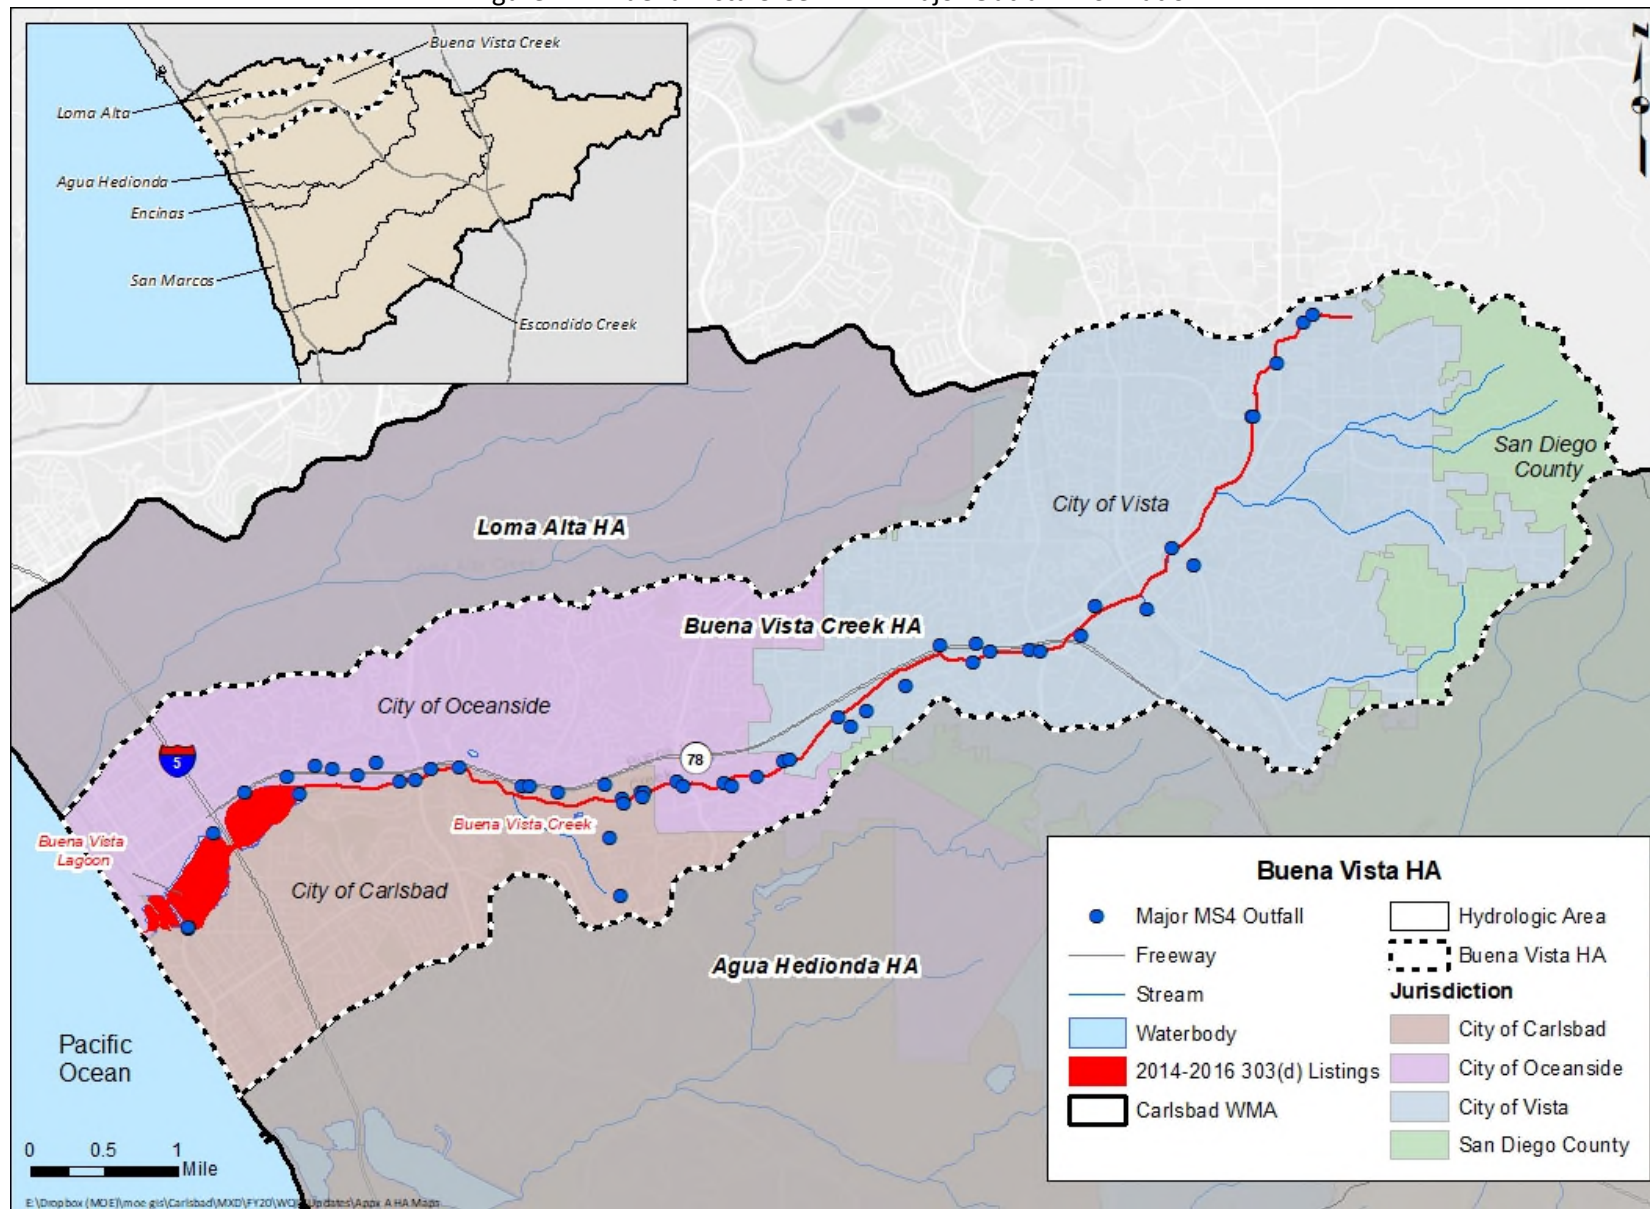 Buena Vista Creek
Loma Alta
Agua Hedionda
Encinas
San Marcos
Escondido Creek
San Diego
County
City of Vista
Loma Alta HA
Buena Vista Creek HA
City of Oceanside
5
78
Buena Vista
Lagoon
Buena Vista Creek
City of Carlsbad
Agua Hedionda HA
Pacific
Ocean
0 0.5 1
Mile
Buena Vista HA
Major MS4 Outfall
Freeway
Stream
Waterbody
2014-2016 303(d) Listings
Carlsbad WMA
Hydrologic Area
Buena Vista HA
Jurisdiction
City of Carlsbad
City of Oceanside
City of Vista
San Diego County